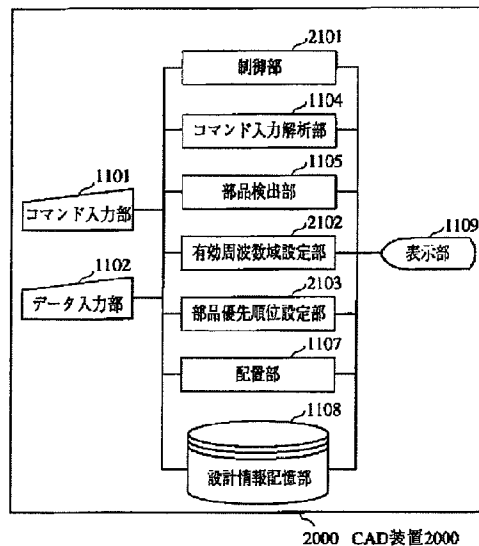 2101
制御部
1104
コマンド入力解析部
1101
1105
コマンド入力部
部品検出部
1102
2102
1109
有効周波数域設定部
表示部
データ入力部
2103
部品優先順位設定部
1107
配置部
1108
設計情報記憶部
2000 CAD装置2000